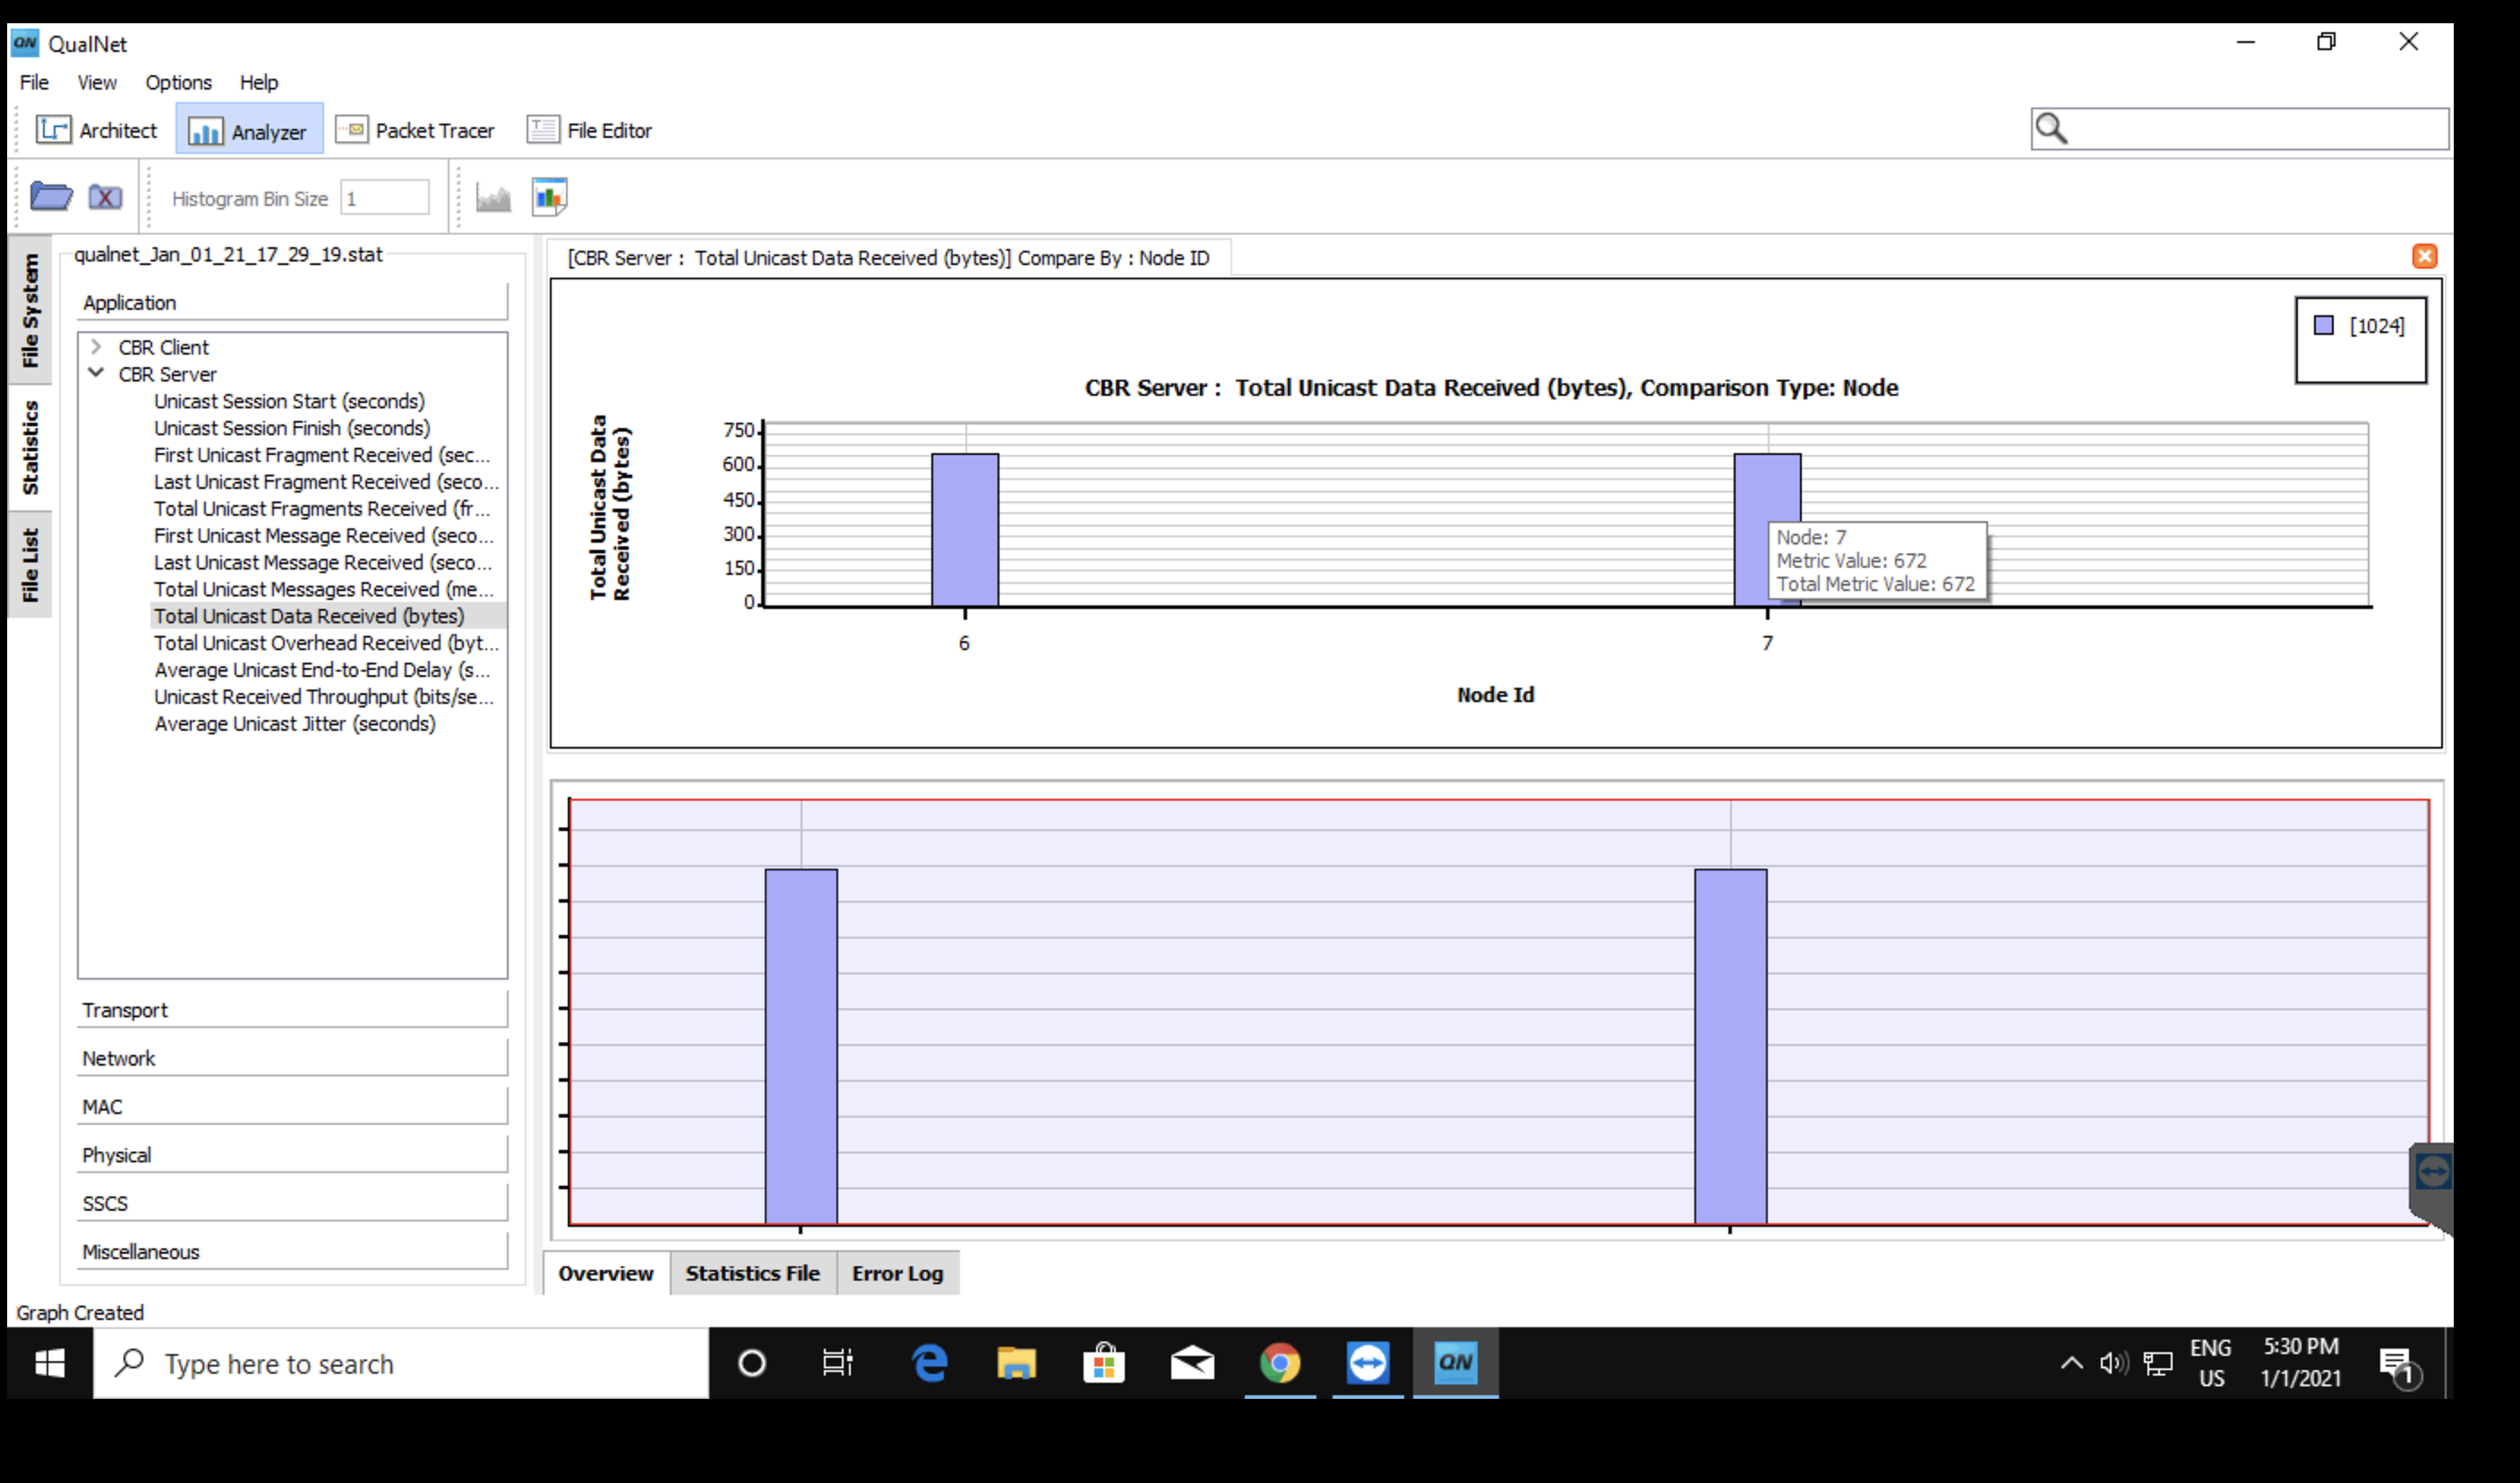 QN QualNet
File View Options Help
Architect Analyzer Packet Tracer File Editor
Histogram Bin Size 1
File System
Statistics
File List
qualnet_Jan_01_21_17_29_19.stat
Application
CBR Client
CBR Server
Unicast Session Start (seconds)
Unicast Session Finish (seconds)
First Unicast Fragment Received (sec...
Last Unicast Fragment Received (seco...
Total Unicast Fragments Received (fr...
First Unicast Message Received (seco...
Last Unicast Message Received (seco...
Total Unicast Messages Received (me...
Total Unicast Data Received (bytes)
Total Unicast Overhead Received (byt...
Average Unicast End-to-End Delay (s...
Unicast Received Throughput (bits/se...
Average Unicast Jitter (seconds)
Transport
Network
MAC
Physical
SSCS
Miscellaneous
[CBR Server : Total Unicast Data Received (bytes)] Compare By : Node ID
[1024]
CBR Server : Total Unicast Data Received (bytes), Comparison Type: Node
Total Unicast Data
Received (bytes)
750
600
450
300
150
0
Node: 7
Metric Value: 672
Total Metric Value: 672
6 7
Node Id
Overview Statistics File Error Log
Graph Created
Type here to search
QN
ENG
US
5:30 PM
1/1/2021
1